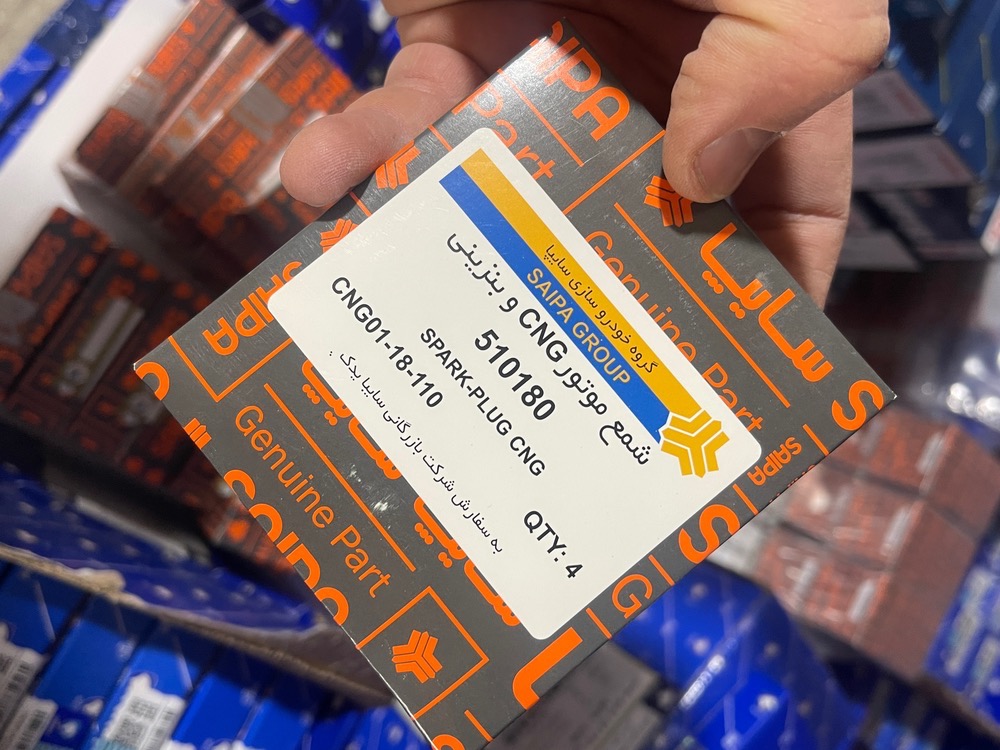 گروه خودرو سازی سایپا
SAIPA GROUP
شمع موتور CNG و بنزینی
510180
SPARK-PLUG CNG
CNG01-18-110
QTY: 4
به سفارش شرکت بازرگانی سایپا یدک
سایپا
Genuine Part
SAIPA
Genuine Part